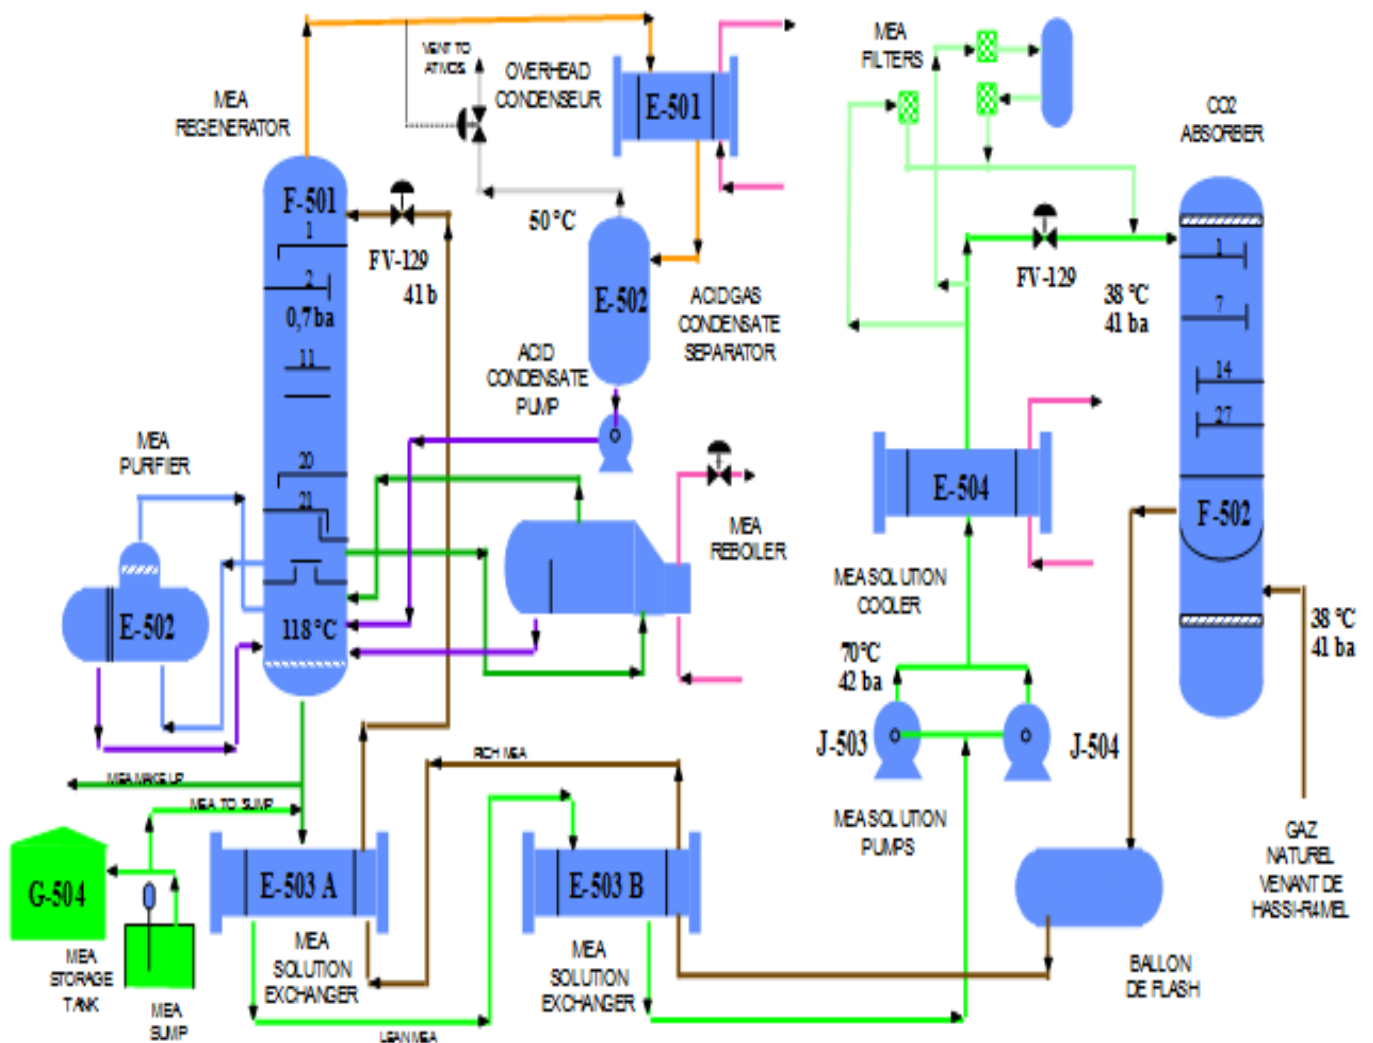 VENT TO
ATMOS.
OVERHEAD
CONDENSEUR
E-501
MEA
FILTERS
MEA
REGENERATOR
CO2
ABSORBER
F-501
1
2
0,7 ba
11
20
21
118°C
FV-129
41 b
50°C
E-502
ACIDGAS
CONDENSATE
SEPARATOR
ACID
CONDENSATE
PUMP
MEA
PURIFIER
E-502
MEA
REBOILER
FV-129
38 °C
41 ba
1
7
14
27
F-502
38 °C
41 ba
E-504
MEA SOLUTION
COOLER
70°C
42 ba
J-503
J-504
MEA SOLUTION
PUMPS
GAZ
NATUREL
VENANT DE
HASSI-R4MEL
RICH MEA
MEA MAKE UP
MEA TO SUMP
G-504
MEA
STORAGE
TANK
MEA
SUMP
E-503 A
MEA
SOLUTION
EXCHANGER
E-503 B
MEA
SOLUTION
EXCHANGER
LEAN MEA
BALLON
DE FLASH